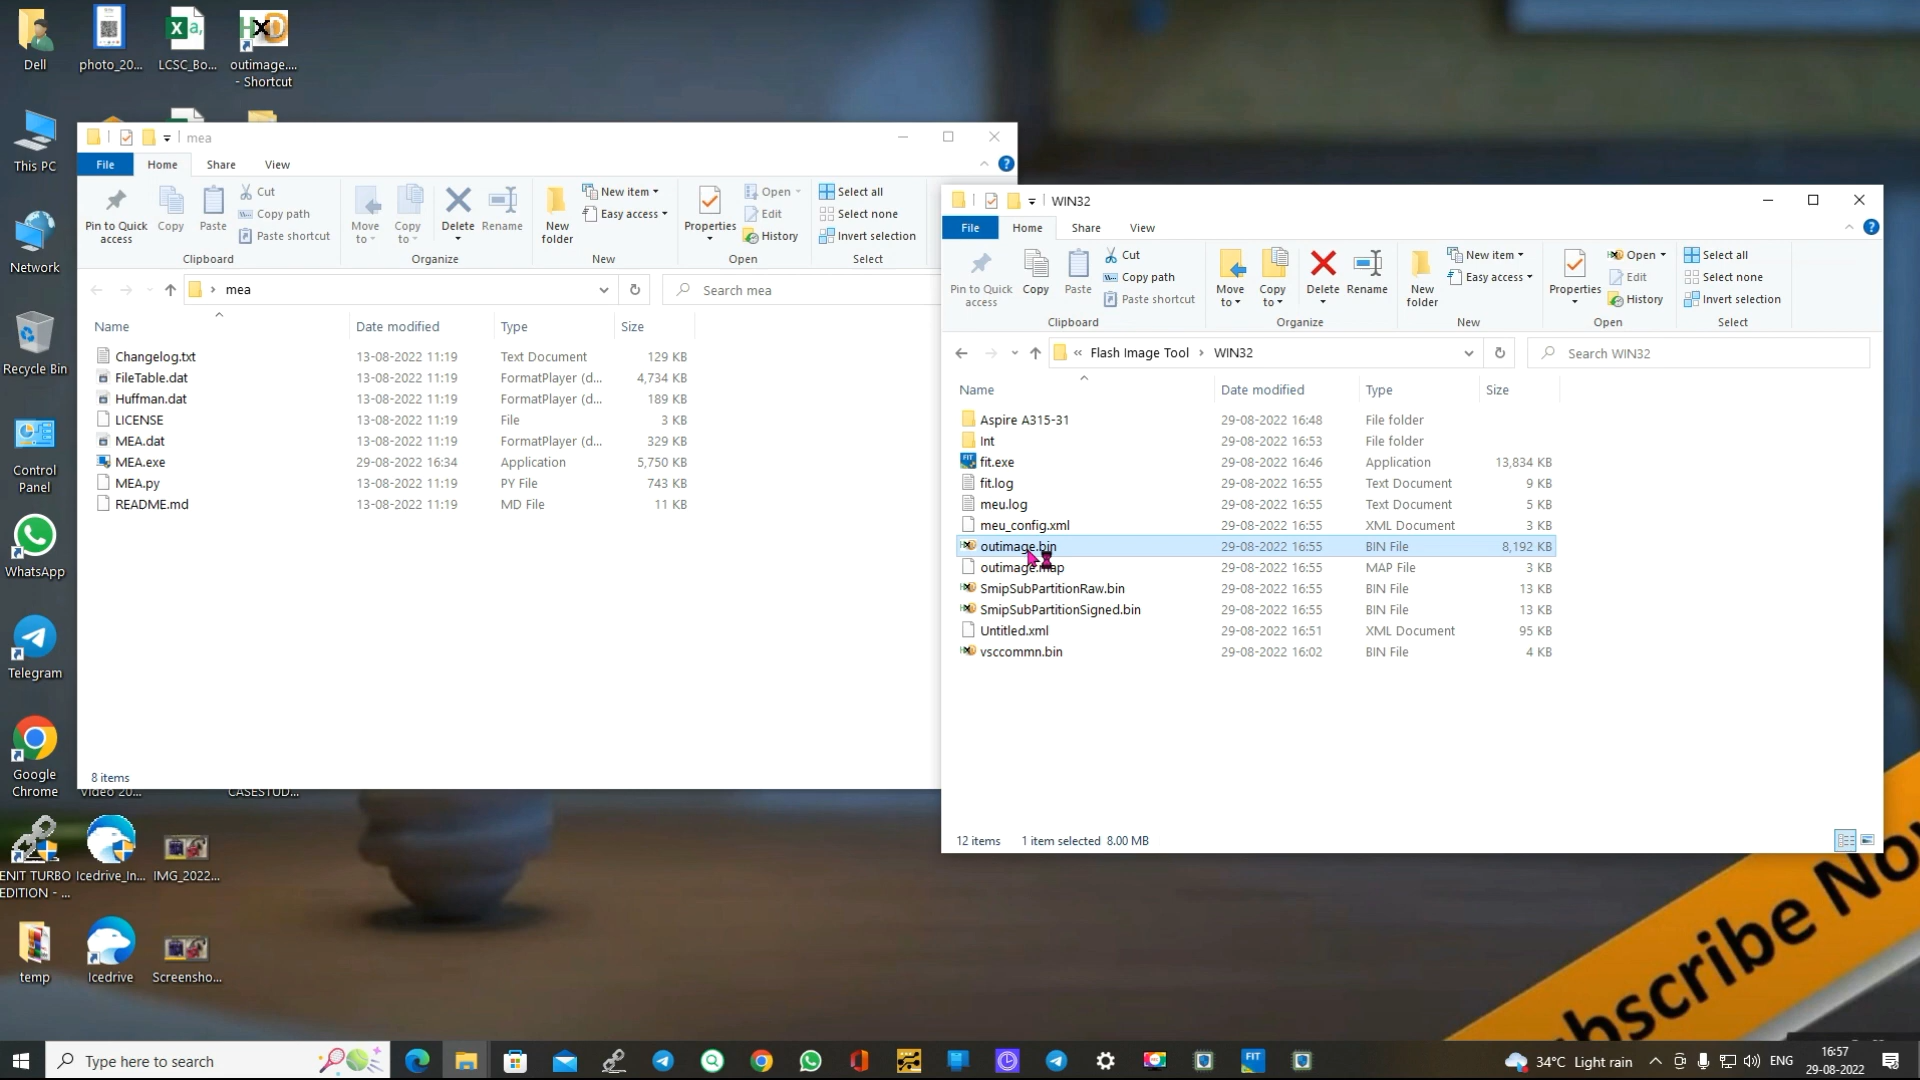 Dell
photo_20...
LCSC_Bo...
outimage....
- Shortcut
This PC
Network
Recycle Bin
Control
Panel
WhatsApp
Telegram
Google
Chrome
Video 20...
CASESTUD...
ENIT TURBO
EDITION - ...
Icedrive_In...
IMG_2022...
temp
Icedrive
Screensho...
mea
File
Home
Share
View
Pin to Quick
access
Copy
Paste
Cut
Copy path
Paste shortcut
Clipboard
Move
to
Copy
to
Delete
Rename
Organize
New
folder
New item
Easy access
New
Properties
Open
Edit
History
Open
Select all
Select none
Invert selection
Select
mea
Search mea
Name Date modified Type Size
Changelog.txt 13-08-2022 11:19 Text Document 129 KB
FileTable.dat 13-08-2022 11:19 FormatPlayer (d... 4,734 KB
Huffman.dat 13-08-2022 11:19 FormatPlayer (d... 189 KB
LICENSE 13-08-2022 11:19 File 3 KB
MEA.dat 13-08-2022 11:19 FormatPlayer (d... 329 KB
MEA.exe 29-08-2022 16:34 Application 5,750 KB
MEA.py 13-08-2022 11:19 PY File 743 KB
README.md 13-08-2022 11:19 MD File 11 KB
8 items
WIN32
File
Home
Share
View
Pin to Quick
access
Copy
Paste
Cut
Copy path
Paste shortcut
Clipboard
Move
to
Copy
to
Delete
Rename
Organize
New
folder
New item
Easy access
New
Properties
Open
Edit
History
Open
Select all
Select none
Invert selection
Select
« Flash Image Tool › WIN32
Search WIN32
Name Date modified Type Size
Aspire A315-31 29-08-2022 16:48 File folder
Int 29-08-2022 16:53 File folder
fit.exe 29-08-2022 16:46 Application 13,834 KB
fit.log 29-08-2022 16:55 Text Document 9 KB
meu.log 29-08-2022 16:55 Text Document 5 KB
meu_config.xml 29-08-2022 16:55 XML Document 3 KB
outimage.bin 29-08-2022 16:55 BIN File 8,192 KB
outimage.map 29-08-2022 16:55 MAP File 3 KB
SmipSubPartitionRaw.bin 29-08-2022 16:55 BIN File 13 KB
SmipSubPartitionSigned.bin 29-08-2022 16:55 BIN File 13 KB
Untitled.xml 29-08-2022 16:51 XML Document 95 KB
vsccommn.bin 29-08-2022 16:02 BIN File 4 KB
12 items 1 item selected 8.00 MB
Type here to search
FIT
34°C Light rain
ENG
16:57
29-08-2022